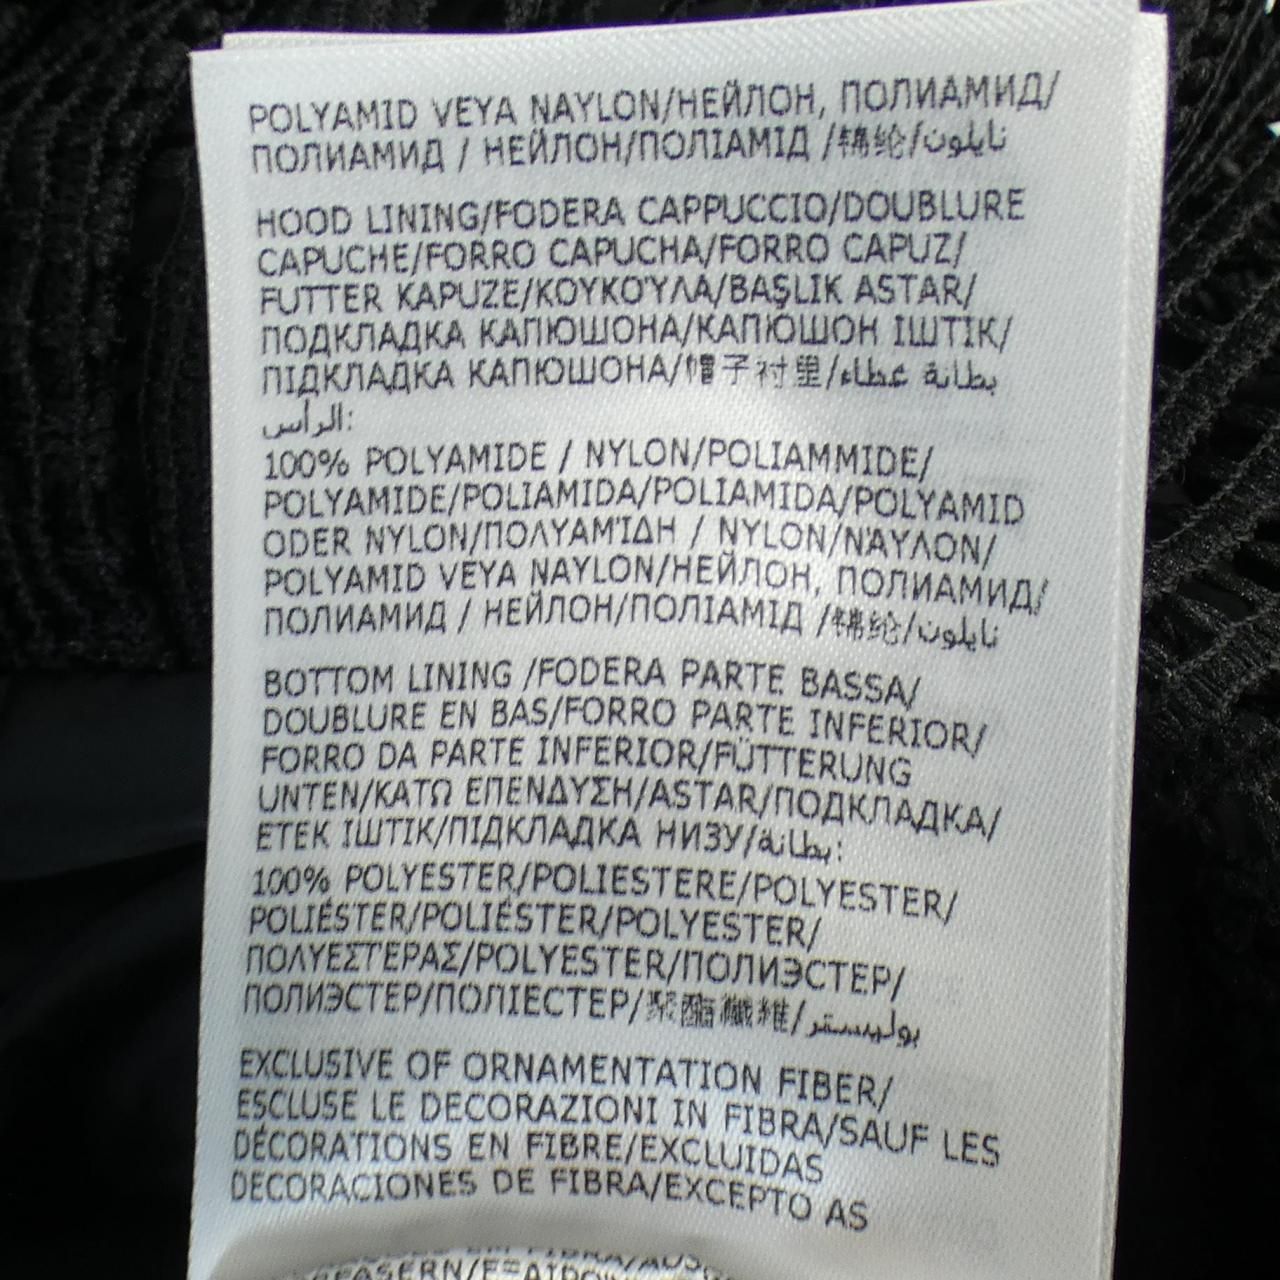 POLYAMID VEYA NAYLON/НЕЙЛОН, ПОЛИАМИД/
ПОЛИАМИД / НЕЙЛОН/ПОЛІАМІД /锦纶/نايلون
HOOD LINING/FODERA CAPPUCCIO/DOUBLURE
CAPUCHE/FORRO CAPUCHA/FORRO CAPUZ/
FUTTER KAPUZE/ΚΟΥΚΟΎΛΑ/BAŞLIK ASTAR/
ПОДКЛАДКА КАПЮШОНА/КАПЮШОН ІШТІК/
ПІДКЛАДКА КАПЮШОНА/帽子衬里/بطانة غطاء
الرأس:
100% POLYAMIDE / NYLON/POLIAMMIDE/
POLYAMIDE/POLIAMIDA/POLIAMIDA/POLYAMID
ODER NYLON/ΠΟΛΥΑΜΊΔΗ / NYLON/ΝΆΥΛΟΝ/
POLYAMID VEYA NAYLON/НЕЙЛОН, ПОЛИАМИД/
ПОЛИАМИД / НЕЙЛОН/ПОЛІАМІД /锦纶/نايلون
BOTTOM LINING /FODERA PARTE BASSA/
DOUBLURE EN BAS/FORRO PARTE INFERIOR/
FORRO DA PARTE INFERIOR/FÜTTERUNG
UNTEN/ΚΑΤΩ ΕΠΕΝΔΥΣΗ/ASTAR/ПОДКЛАДКА/
ЕТЕК ІШТІК/ПІДКЛАДКА НИЗУ/بطانة:
100% POLYESTER/POLIESTERE/POLYESTER/
POLIÉSTER/POLIÉSTER/POLYESTER/
ΠΟΛΥΕΣΤΕΡΑΣ/POLYESTER/ПОЛИЭСТЕР/
ПОЛИЭСТЕР/ПОЛІЕСТЕР/聚酯纖維/بوليستر
EXCLUSIVE OF ORNAMENTATION FIBER/
ESCLUSE LE DECORAZIONI IN FIBRA/SAUF LES
DÉCORATIONS EN FIBRE/EXCLUIDAS
DECORACIONES DE FIBRA/EXCEPTO AS